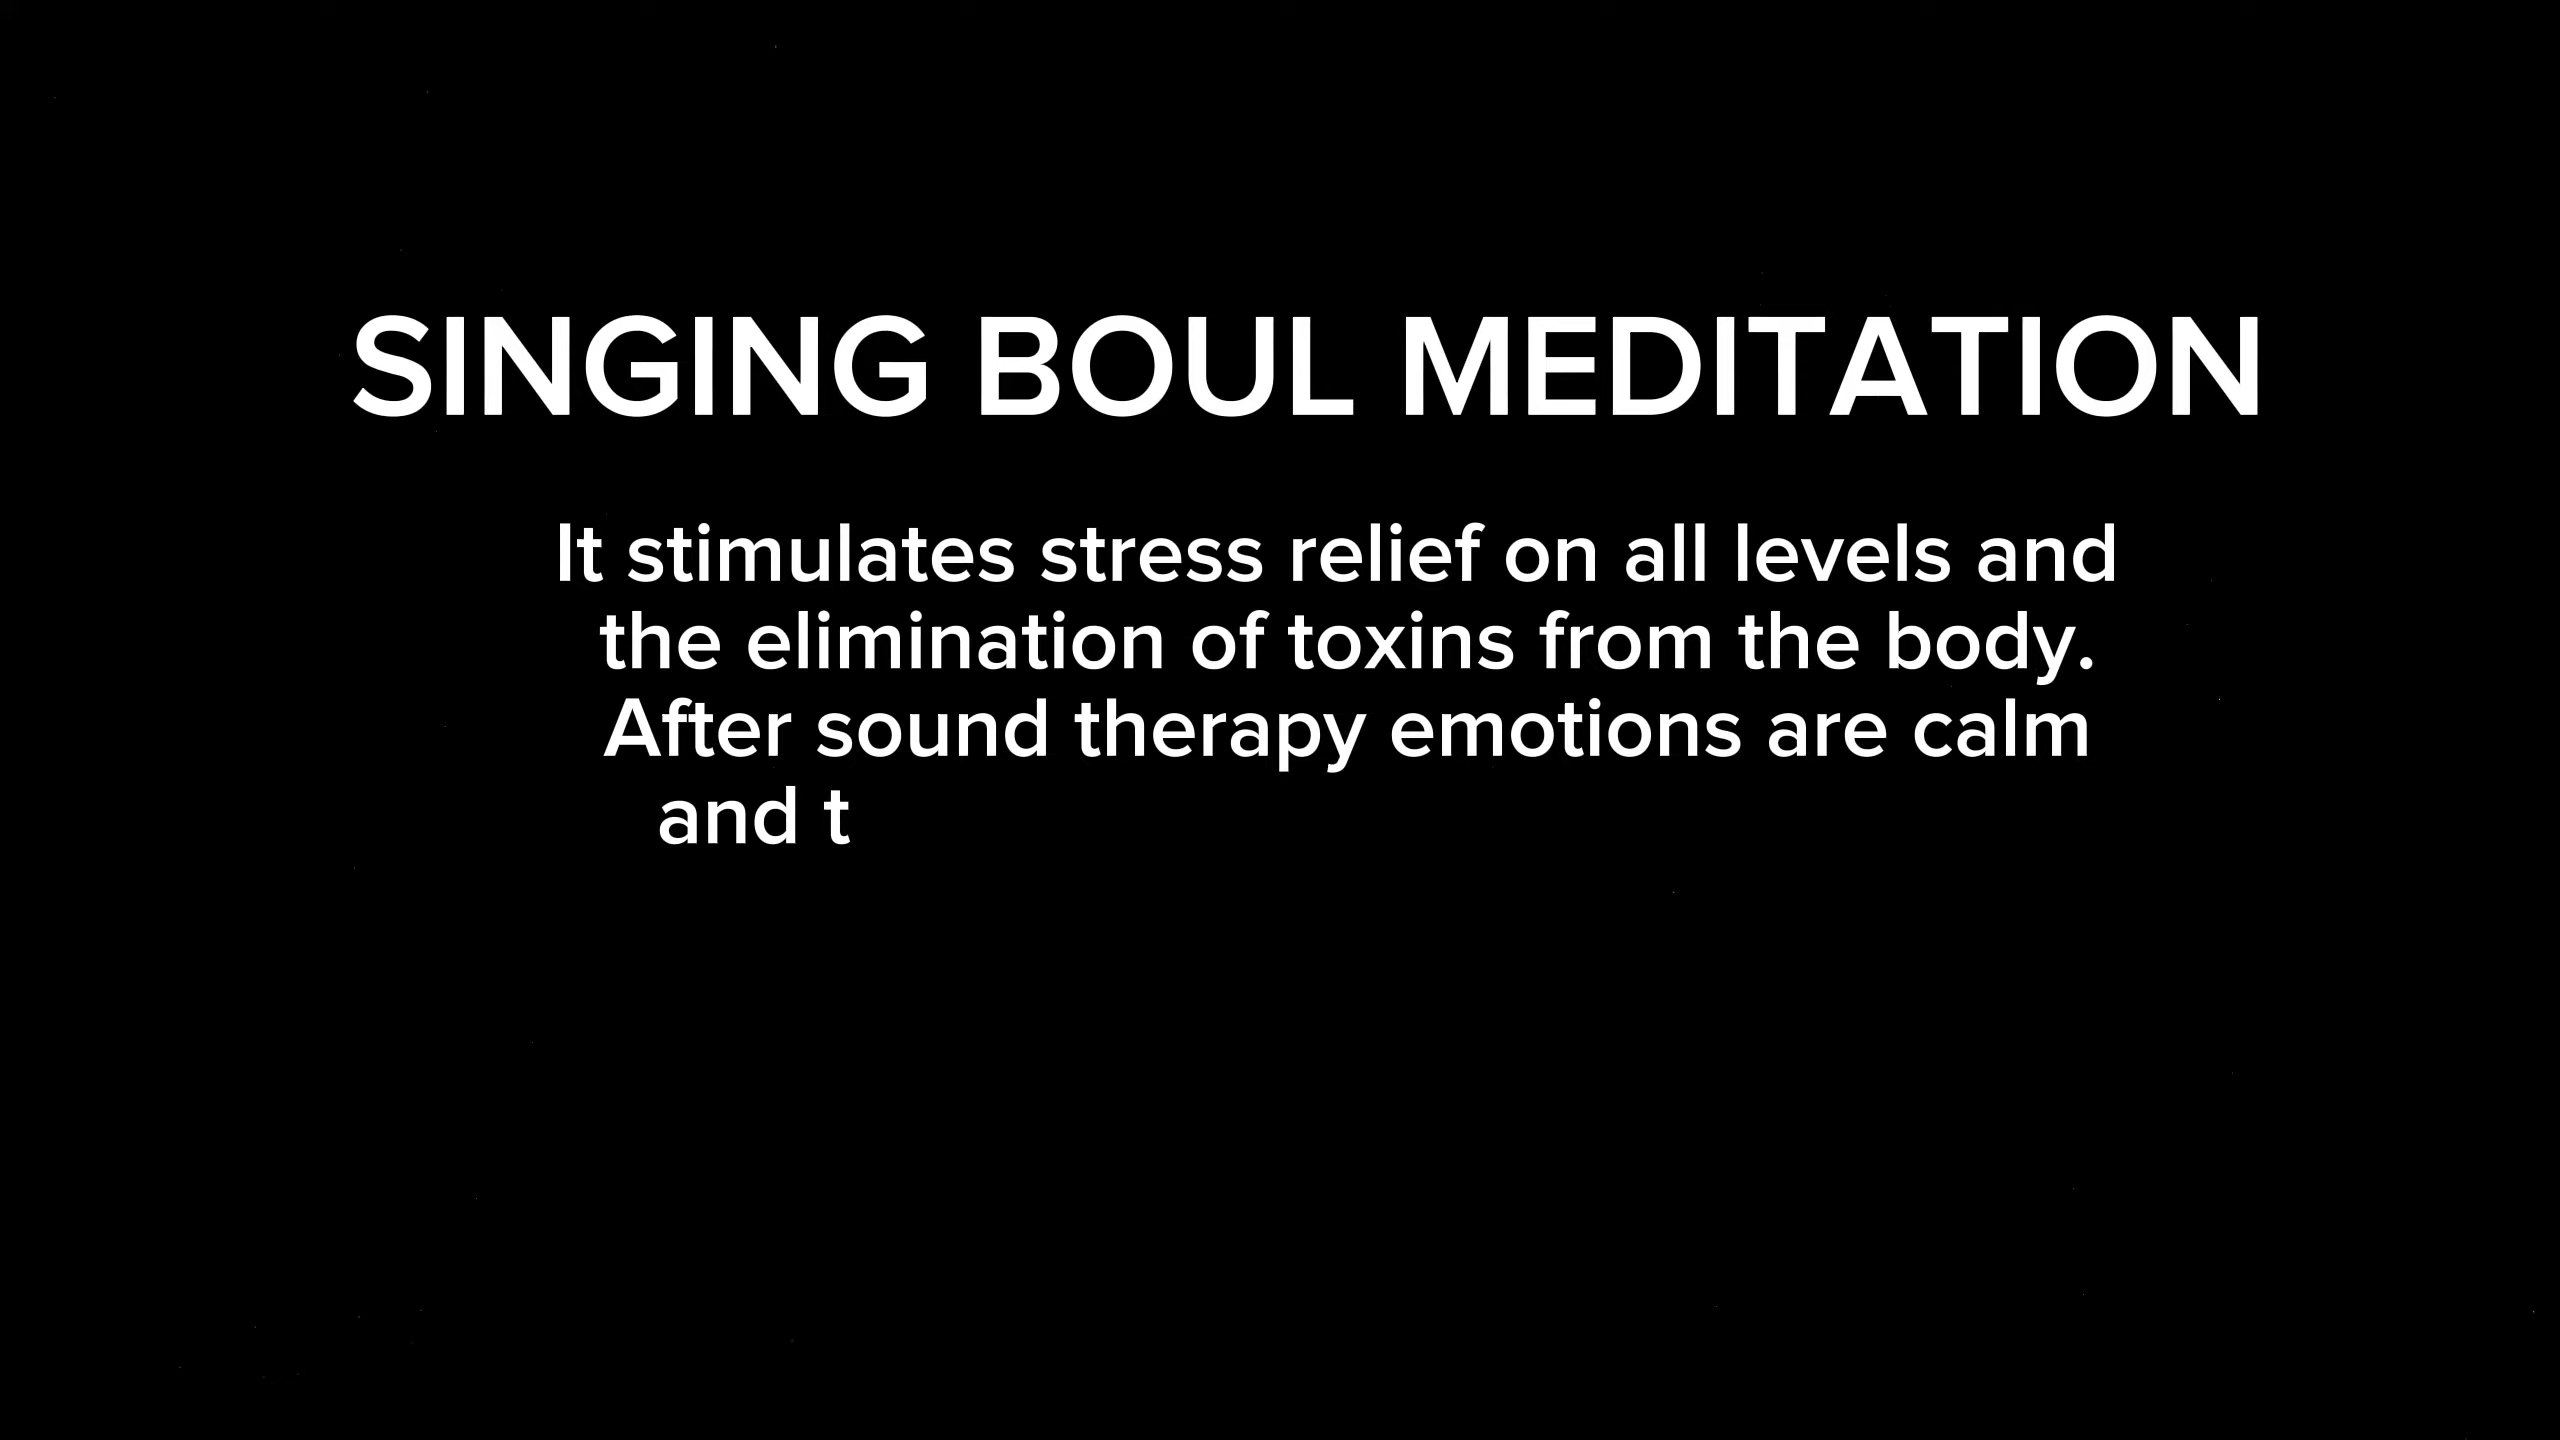 SINGING BOUL MEDITATION
It stimulates stress relief on all levels and
the elimination of toxins from the body.
After sound therapy emotions are calm
and t